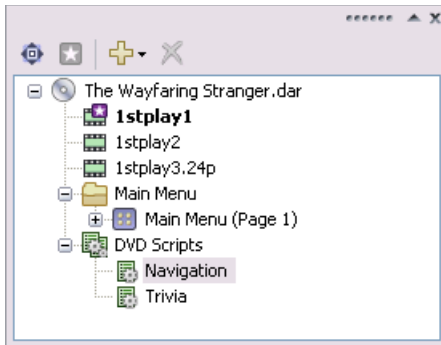 The Wayfaring Stranger.dar
1stplay1
1stplay2
1stplay3.24p
Main Menu
Main Menu (Page 1)
DVD Scripts
Navigation
Trivia